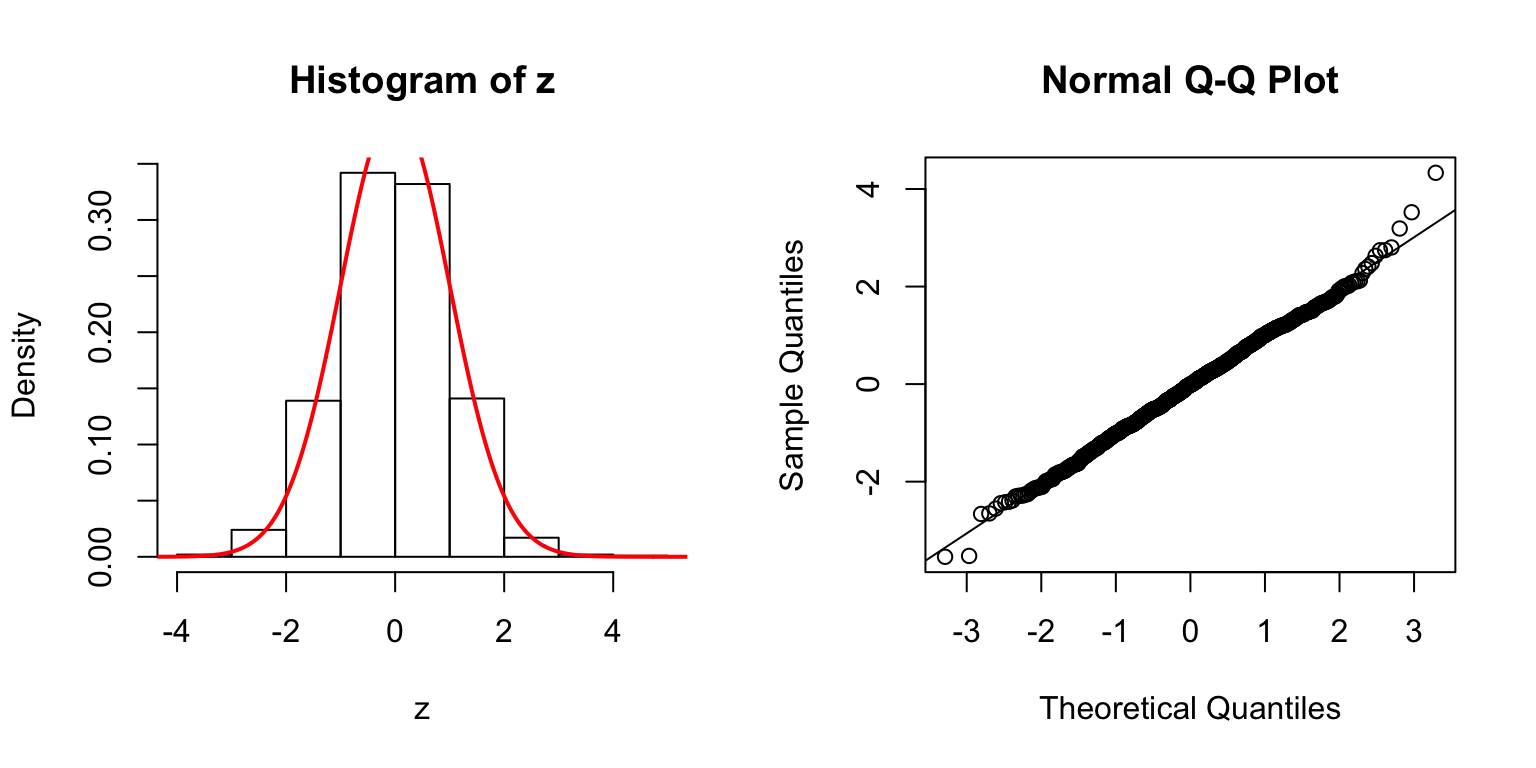 Histogram of z
Density
0.00 0.10 0.20 0.30
-4 -2 0 2 4
z
Normal Q-Q Plot
Sample Quantiles
-2 0 2 4
-3 -2 -1 0 1 2 3
Theoretical Quantiles